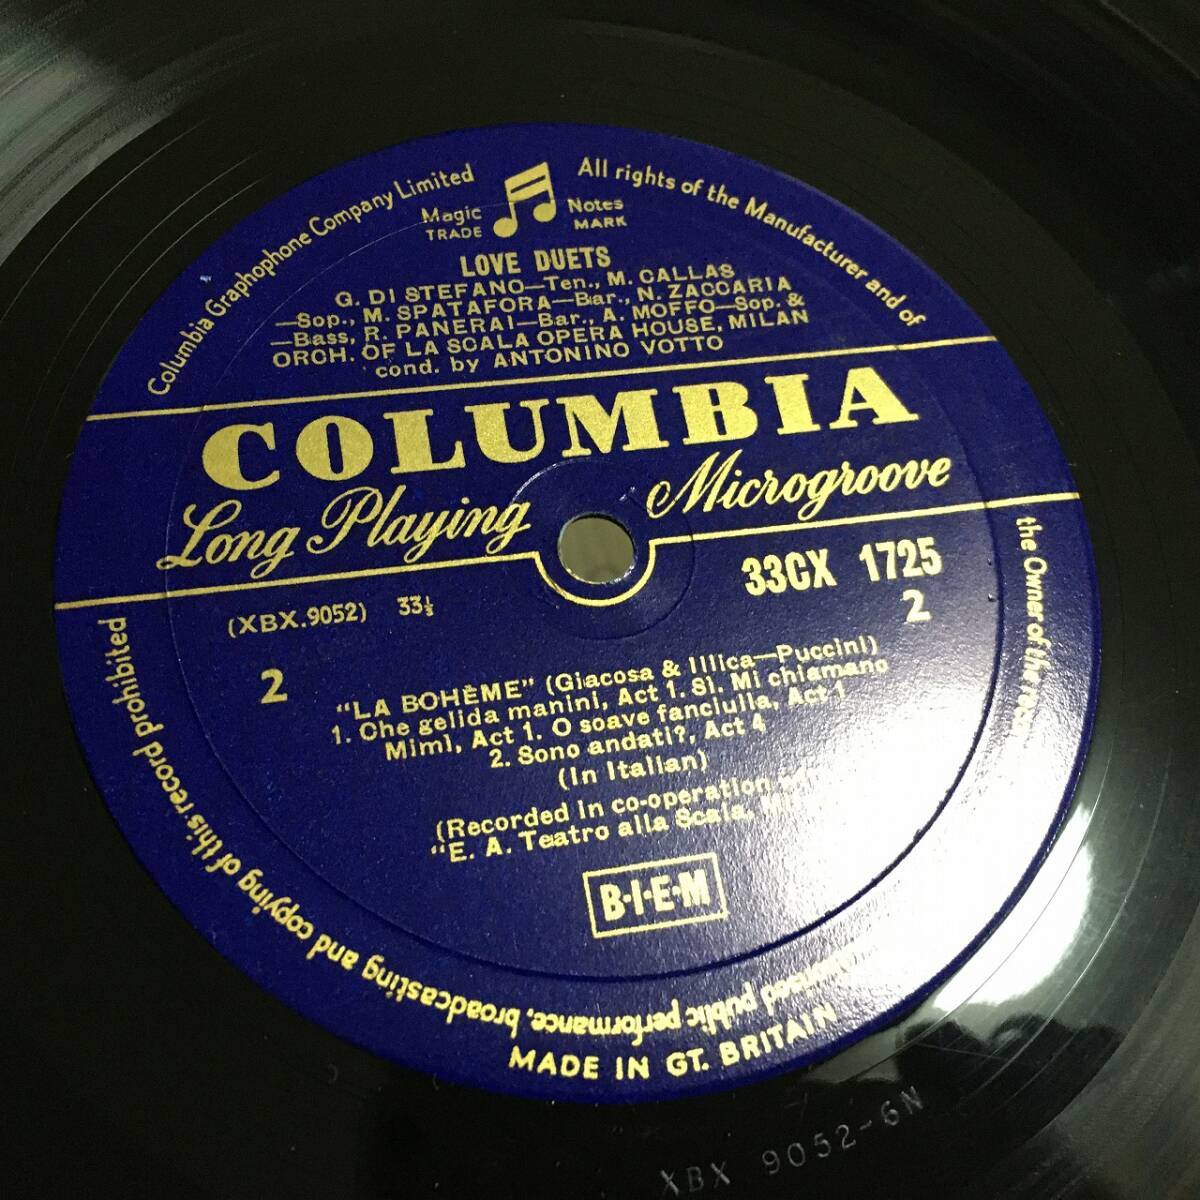 Columbia Graphophone Company Limited
All rights of the Manufacturer and of
the Owner of the
public performance, broadcasting and copying of this record prohibited
Magic Notes
TRADE MARK
LOVE DUETS
G. DI STEFANO—Ten., M. CALLAS
—Sop., M. SPATAFORA—Bar., N. ZACCARIA
—Bass, R. PANERAI—Bar., A. MOFFO—Sop. &
ORCH. OF LA SCALA OPERA HOUSE, MILAN
cond. by ANTONINO VOTTO
COLUMBIA
Long Playing Microgroove
33CX 1725
(XBX.9052) 33⅓
2
2
"LA BOHÈME" (Giacosa & Illica—Puccini)
1. Che gelida manini, Act 1. Sì. Mi chiamano
Mimì, Act 1. O soave fanciulla, Act 1
2. Sono andati?, Act 4
(In Italian)
(Recorded in co-operation
"E. A. Teatro alla Scala,
B·I·E·M
MADE IN GT. BRITAIN
XBX 9052-6N